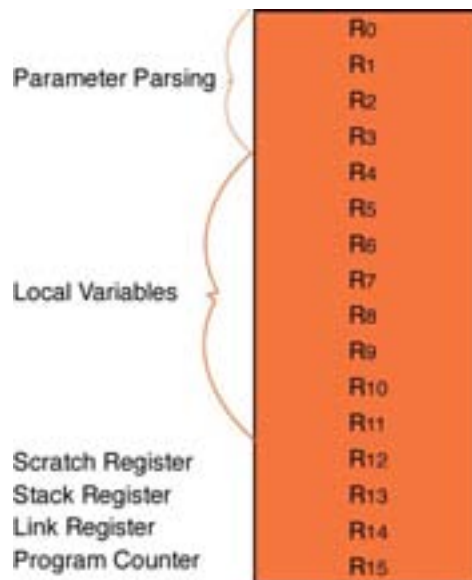 R0
R1
Parameter Parsing
R2
R3
R4
R5
R6
R7
Local Variables
R8
R9
R10
R11
Scratch Register R12
Stack Register R13
Link Register R14
Program Counter R15